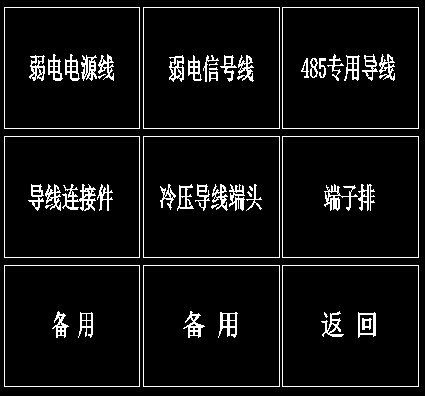 弱电电源线
弱电信号线
485专用导线
导线连接件
冷压导线端头
端子排
备用
备用
返回